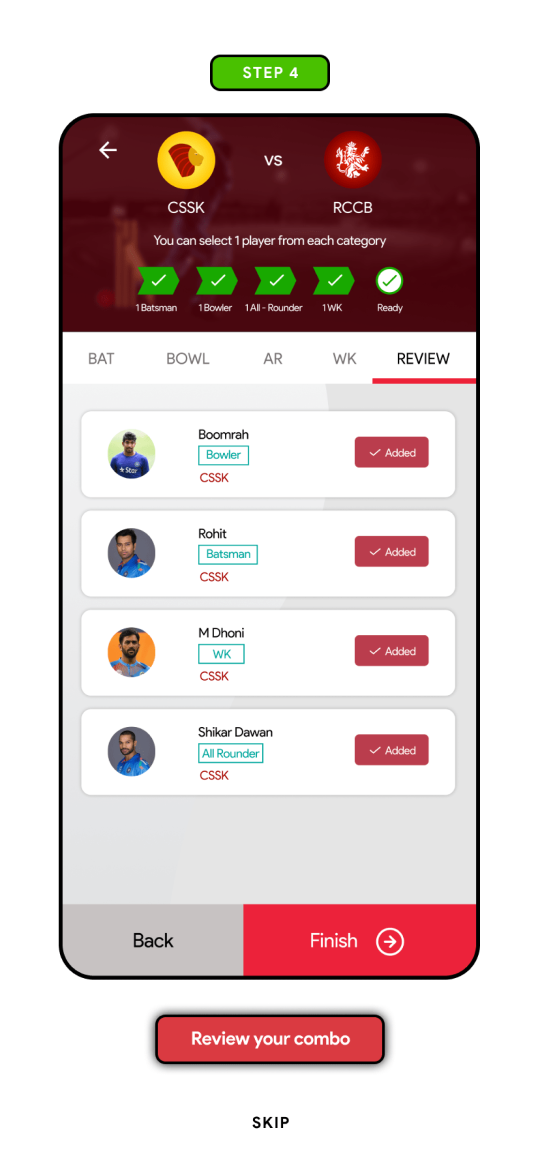 STEP 4
VS
CSSK
RCCB
You can select 1 player from each category
1 Batsman
1 Bowler
1 All - Rounder
1 WK
Ready
BAT
BOWL
AR
WK
REVIEW
Boomrah
Bowler
CSSK
Added
★ Star
Rohit
Batsman
CSSK
Added
M Dhoni
WK
CSSK
Added
Shikar Dawan
All Rounder
CSSK
Added
Back
Finish
Review your combo
SKIP